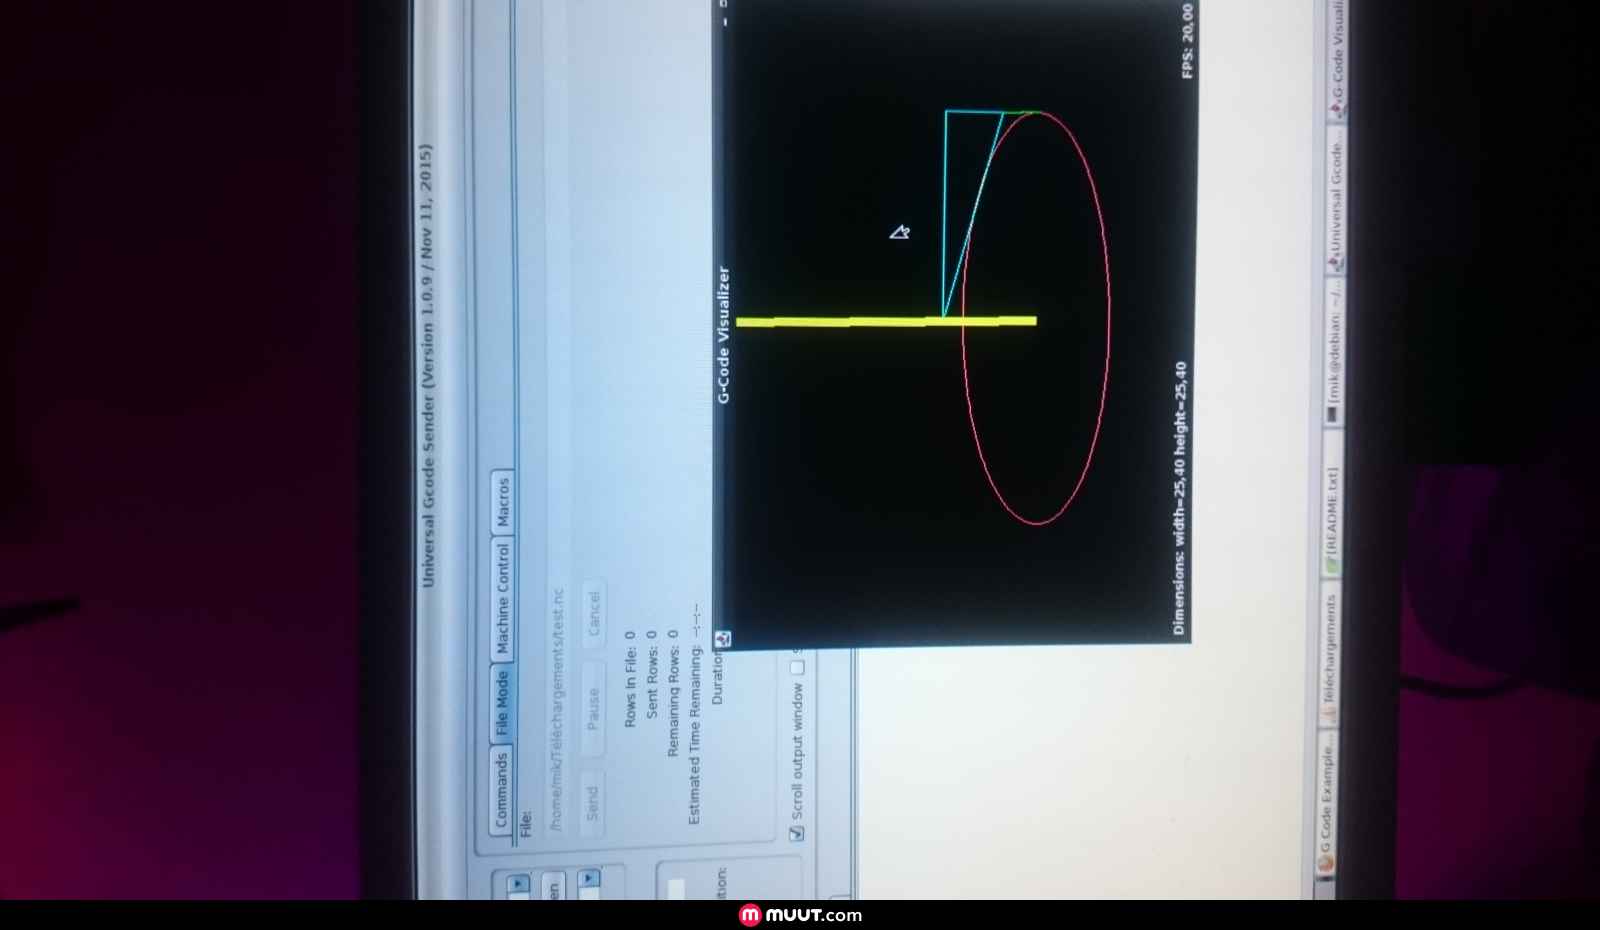 Universal Gcode Sender (Version 1.0.9 / Nov 11, 2015)
Commands
File Mode
Machine Control
Macros
File:
/home/mik/Téléchargements/test.nc
Send
Pause
Cancel
Rows In File: 0
Sent Rows: 0
Remaining Rows: 0
Estimated Time Remaining: --:--:--
Duration
Scroll output window
G-Code Visualizer
Dimensions: width=25,40 height=25,40
FPS: 20,00
G Code Example...
Téléchargements
[README.txt]
[mik@debian: ~/...
Universal Gcode...
G-Code Visuali
muut.com